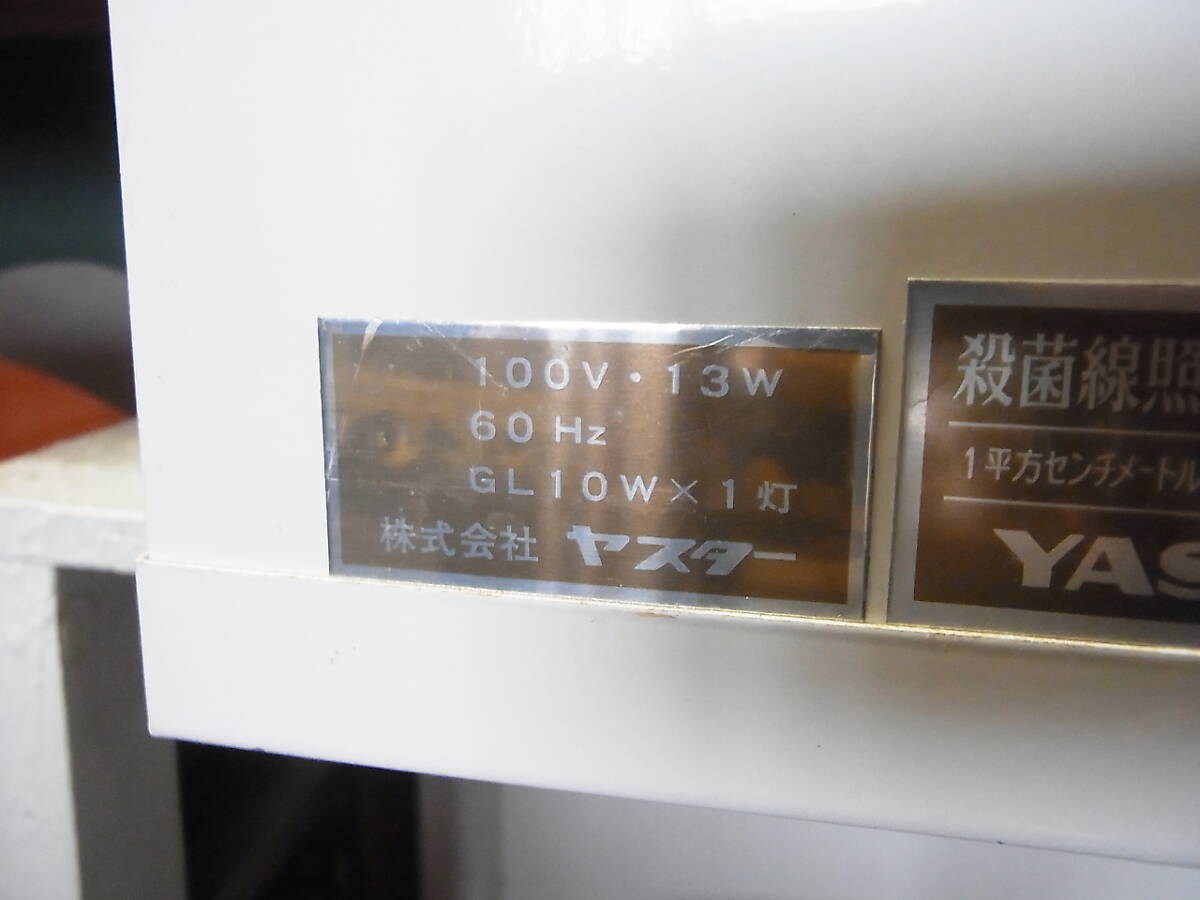 100V・13W
60Hz
GL10W×1灯
株式会社 ヤスター
殺菌線照
1平方センチメートル
YAS